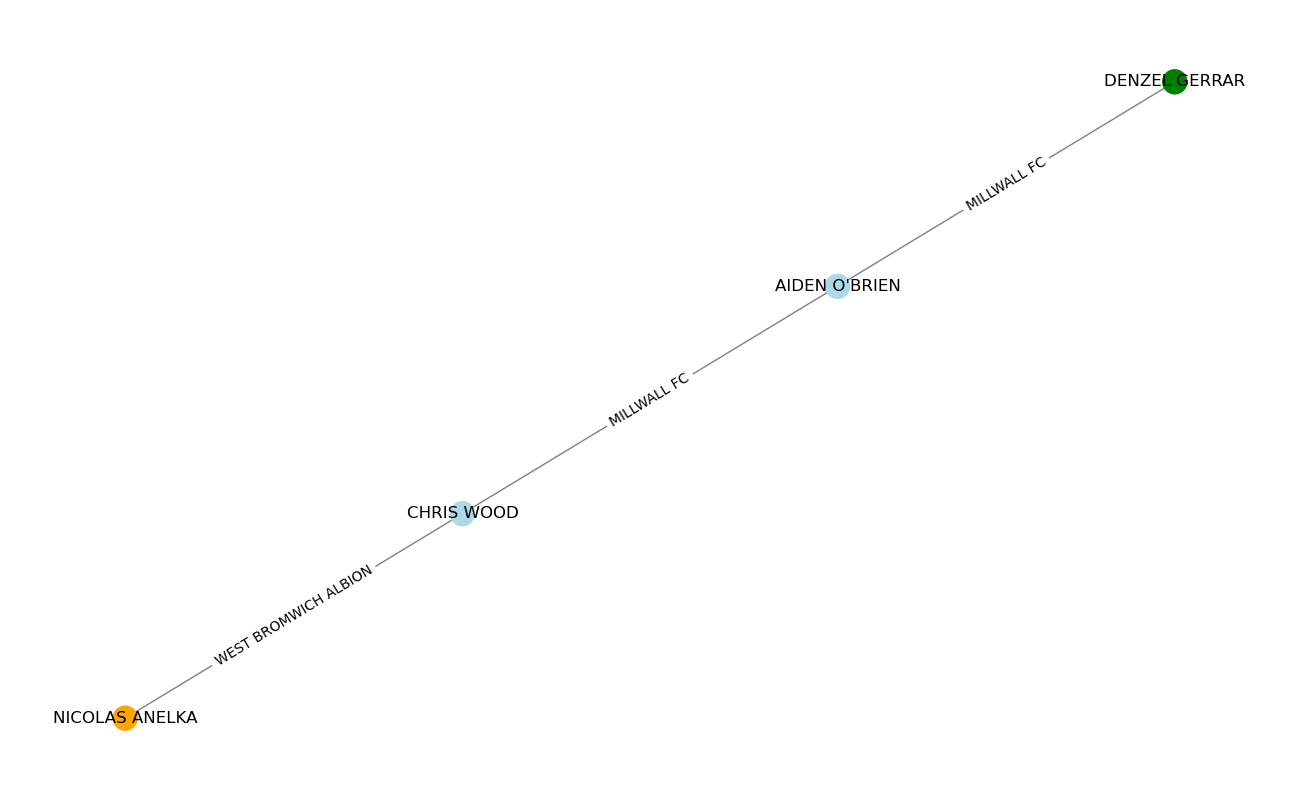 DENZEL GERRAR
MILLWALL FC
AIDEN O'BRIEN
MILLWALL FC
CHRIS WOOD
WEST BROMWICH ALBION
NICOLAS ANELKA